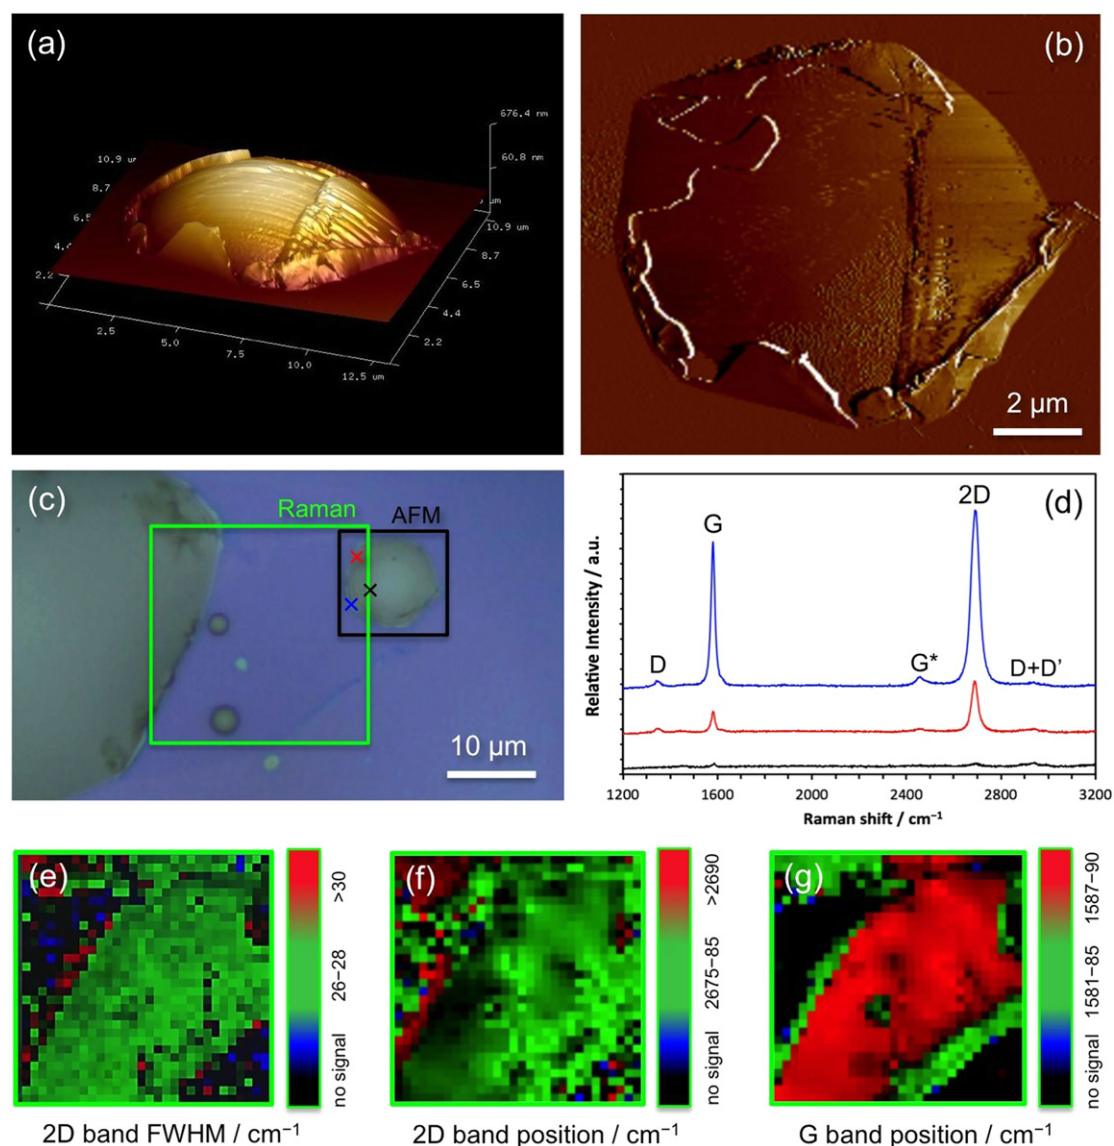 (a)
676.4 nm
60.8 nm
10.9 u
8.7
6.5
4.4
2.2
2.5
5.0
7.5
10.0
12.5 um
2.2
4.4
6.5
8.7
10.9 um
(b)
2 μm
(c)
Raman
AFM
10 μm
(d)
2D
G
D
G*
D+D’
Relative Intensity / a.u.
1200
1600
2000
2400
2800
3200
Raman shift / cm⁻¹
(e)
>30
26–28
no signal
2D band FWHM / cm⁻¹
(f)
>2690
2675–85
no signal
2D band position / cm⁻¹
(g)
1587–90
1581–85
no signal
G band position / cm⁻¹